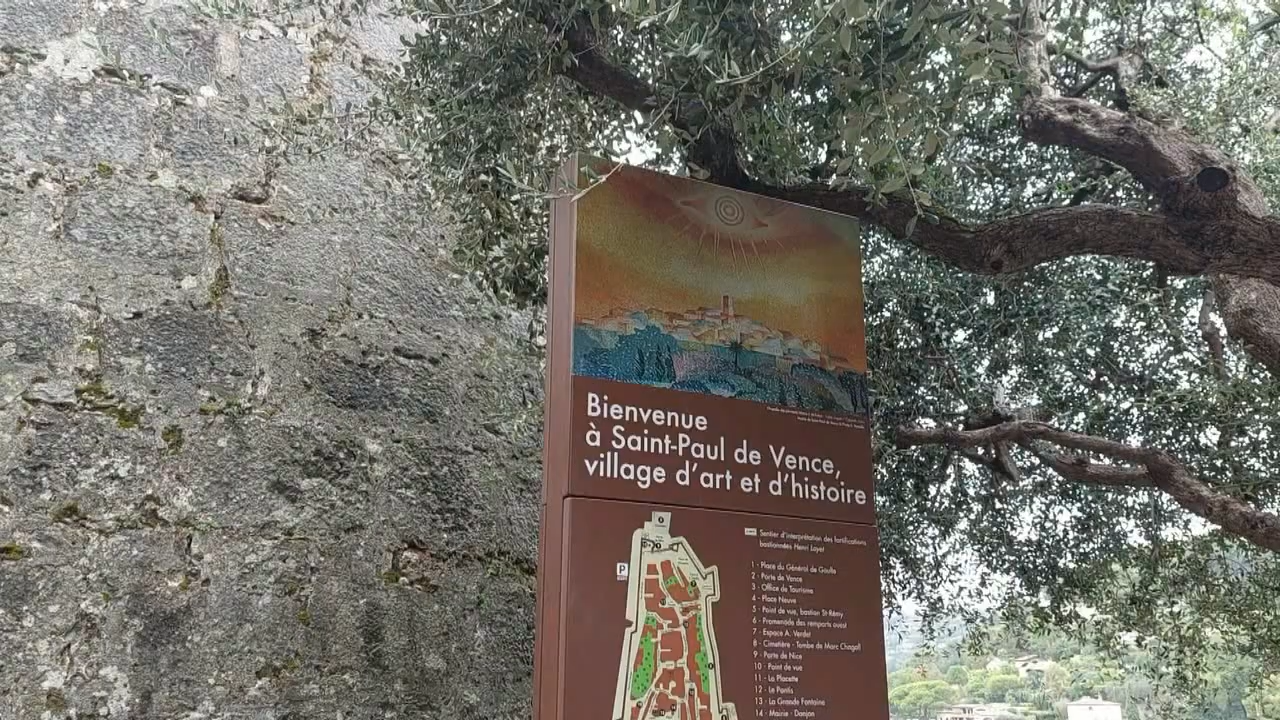 Bienvenue
à Saint-Paul de Vence,
village d'art et d'histoire
Sentier d'interprétation des fortifications
bastionnées Henri Layet
P
1 - Place du Général de Gaulle
2 - Porte de Vence
3 - Office de Tourisme
4 - Place Neuve
5 - Point de vue, bastion St-Rémy
6 - Promenade des remparts ouest
7 - Espace A. Verdet
8 - Cimetière - Tombe de Marc Chagall
9 - Porte de Nice
10 - Point de vue
11 - La Placette
12 - Le Pontis
13 - La Grande Fontaine
14 - Mairie - Donjon